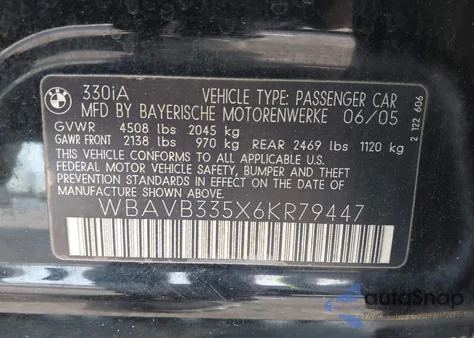 330iA VEHICLE TYPE: PASSENGER CAR
MFD BY BAYERISCHE MOTORENWERKE 06/05
GVWR 4508 lbs 2045 kg
GAWR FRONT 2138 lbs 970 kg REAR 2469 lbs 1120 kg
THIS VEHICLE CONFORMS TO ALL APPLICABLE U.S.
FEDERAL MOTOR VEHICLE SAFETY, BUMPER, AND
THEFT PREVENTION STANDARDS IN EFFECT ON THE
DATE OF MANUFACTURE SHOWN ABOVE.
WBAVB335X6KR79447
2 122 606
BMW
autoSnap